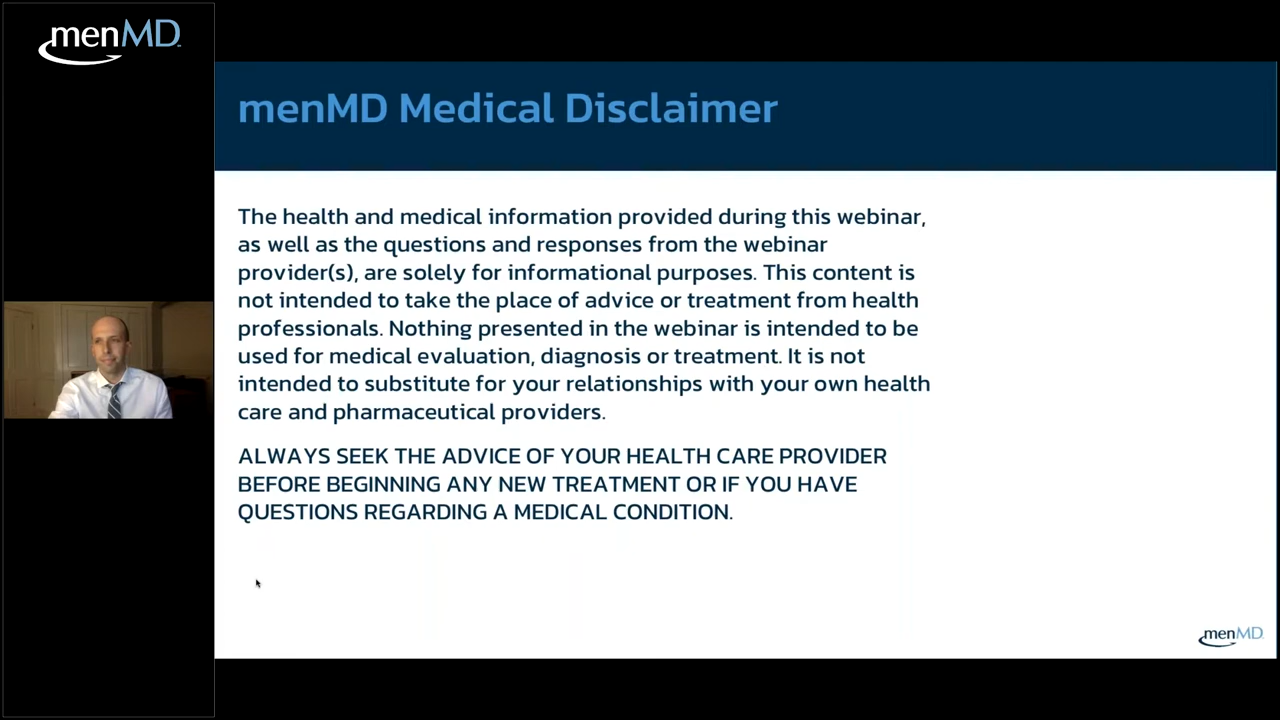 menMD
menMD Medical Disclaimer
The health and medical information provided during this webinar,
as well as the questions and responses from the webinar
provider(s), are solely for informational purposes. This content is
not intended to take the place of advice or treatment from health
professionals. Nothing presented in the webinar is intended to be
used for medical evaluation, diagnosis or treatment. It is not
intended to substitute for your relationships with your own health
care and pharmaceutical providers.
ALWAYS SEEK THE ADVICE OF YOUR HEALTH CARE PROVIDER
BEFORE BEGINNING ANY NEW TREATMENT OR IF YOU HAVE
QUESTIONS REGARDING A MEDICAL CONDITION.
menMD